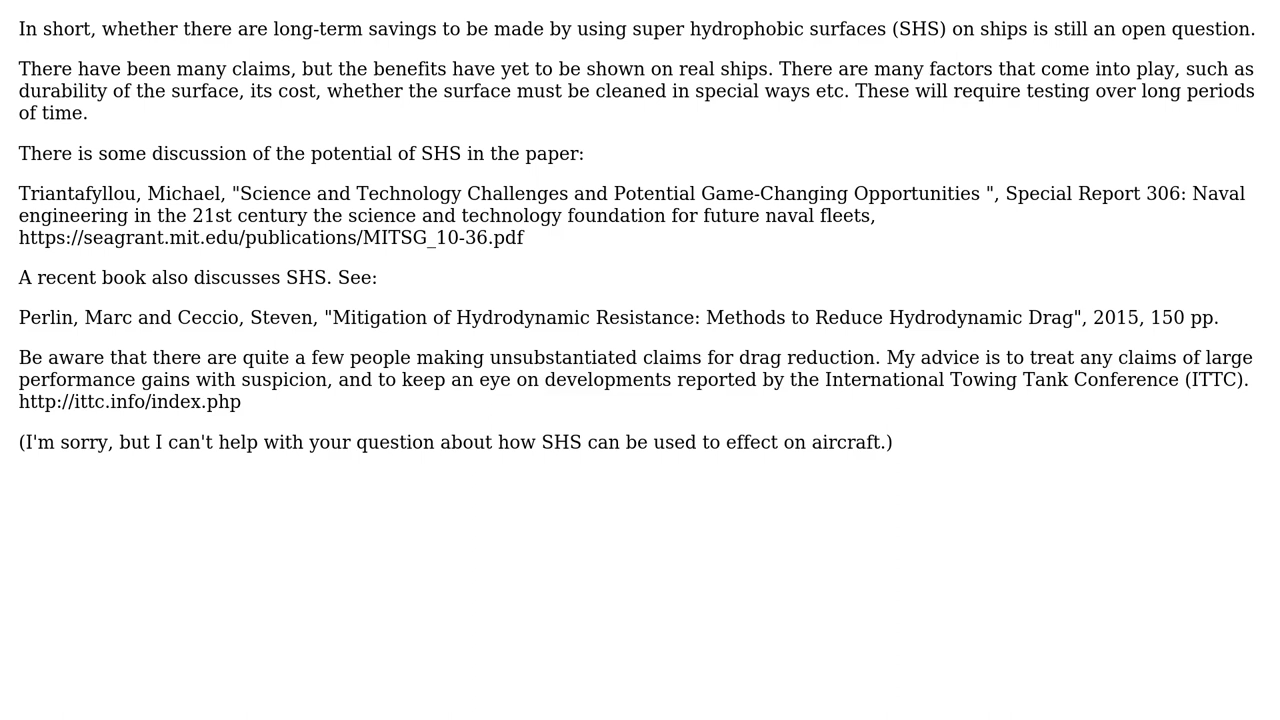 In short, whether there are long-term savings to be made by using super hydrophobic surfaces (SHS) on ships is still an open question.
There have been many claims, but the benefits have yet to be shown on real ships. There are many factors that come into play, such as
durability of the surface, its cost, whether the surface must be cleaned in special ways etc. These will require testing over long periods
of time.
There is some discussion of the potential of SHS in the paper:
Triantafyllou, Michael, "Science and Technology Challenges and Potential Game-Changing Opportunities ", Special Report 306: Naval
engineering in the 21st century the science and technology foundation for future naval fleets,
https://seagrant.mit.edu/publications/MITSG_10-36.pdf
A recent book also discusses SHS. See:
Perlin, Marc and Ceccio, Steven, "Mitigation of Hydrodynamic Resistance: Methods to Reduce Hydrodynamic Drag", 2015, 150 pp.
Be aware that there are quite a few people making unsubstantiated claims for drag reduction. My advice is to treat any claims of large
performance gains with suspicion, and to keep an eye on developments reported by the International Towing Tank Conference (ITTC).
http://ittc.info/index.php
(I'm sorry, but I can't help with your question about how SHS can be used to effect on aircraft.)